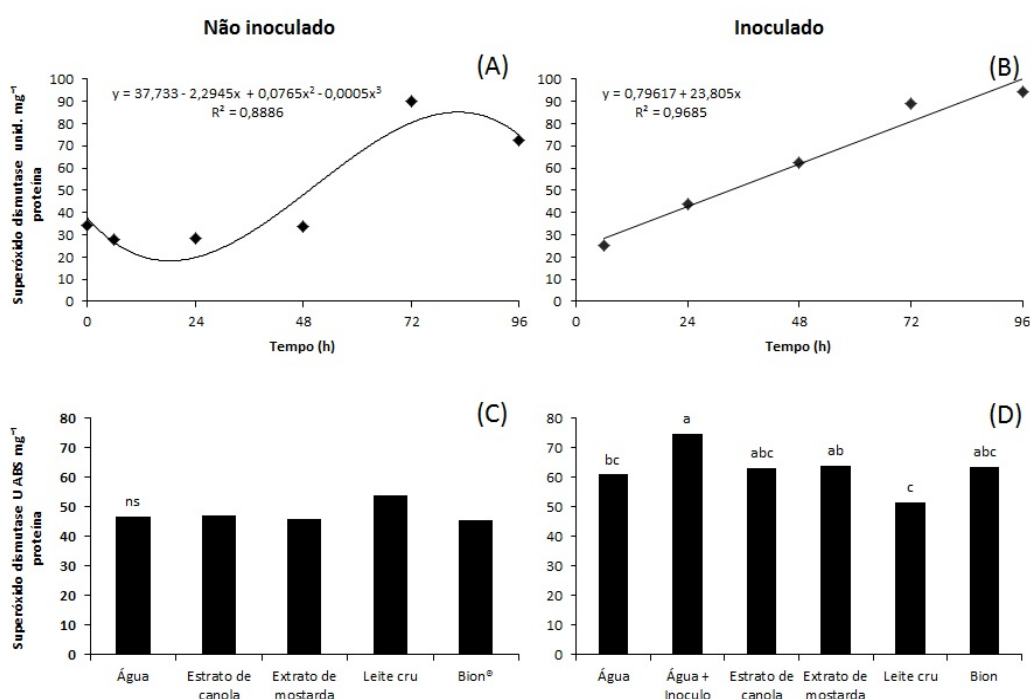 Não inoculado
Inoculado
(A)
y = 37,733 - 2,2945x + 0,0765x² - 0,0005x³
R² = 0,8886
Superóxido dismutase unid. mg⁻¹
proteína
100
90
80
70
60
50
40
30
20
10
0
0 24 48 72 96
Tempo (h)
(B)
y = 0,79617 + 23,805x
R² = 0,9685
100
90
80
70
60
50
40
30
20
10
0
0 24 48 72 96
Tempo (h)
(C)
Superóxido dismutase U ABS mg⁻¹
proteína
80
70
60
50
40
30
20
10
0
ns
Água Estrato de Extrato de Leite cru Bion®
canola mostarda
(D)
80
70
60
50
40
30
20
10
0
bc a abc ab c abc
Água Água + Estrato de Extrato de Leite cru Bion
Inoculo canola mostarda